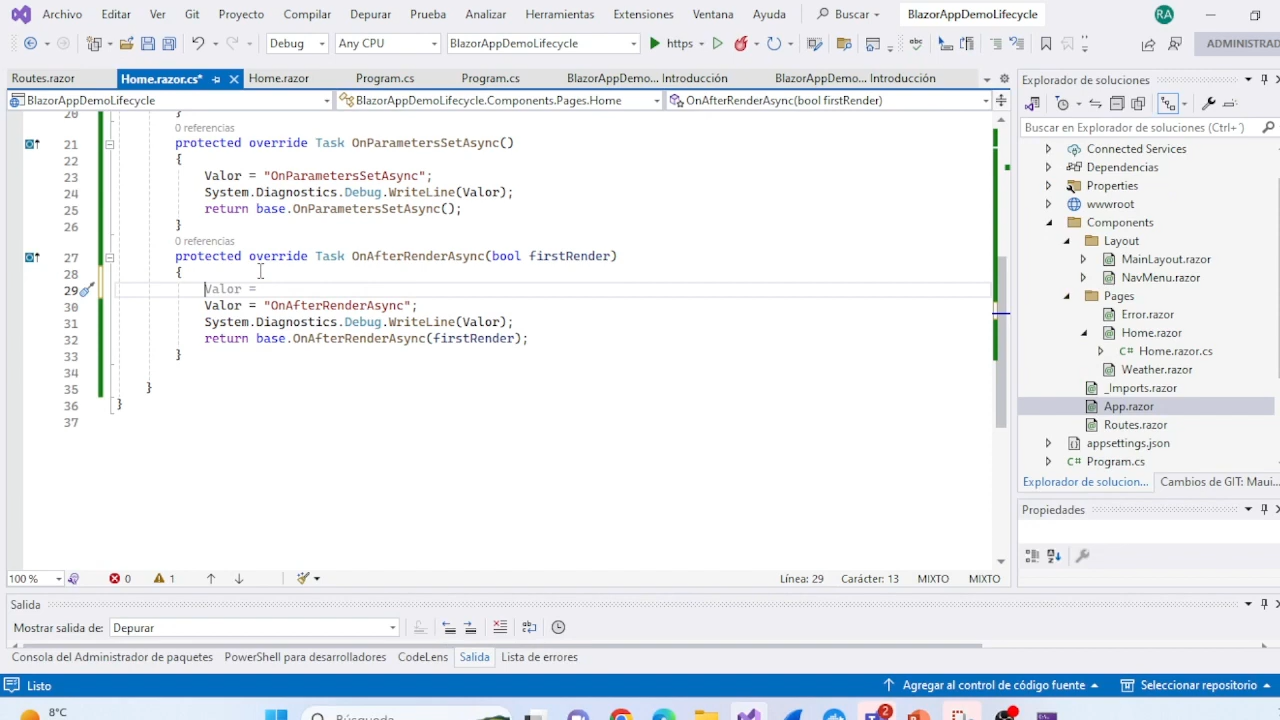 Archivo Editar Ver Git Proyecto Compilar Depurar Prueba Analizar Herramientas Extensiones Ventana Ayuda Buscar BlazorAppDemoLifecycle RA
Debug Any CPU BlazorAppDemoLifecycle https ADMINISTRAD
Routes.razor Home.razor.cs* Home.razor Program.cs Program.cs BlazorAppDemo... Introducción BlazorAppDemo... Introducción
BlazorAppDemoLifecycle BlazorAppDemoLifecycle.Components.Pages.Home OnAfterRenderAsync(bool firstRender)
20 }
0 referencias
21 protected override Task OnParametersSetAsync()
22 {
23 Valor = "OnParametersSetAsync";
24 System.Diagnostics.Debug.WriteLine(Valor);
25 return base.OnParametersSetAsync();
26 }
0 referencias
27 protected override Task OnAfterRenderAsync(bool firstRender)
28 {
29 Valor =
30 Valor = "OnAfterRenderAsync";
31 System.Diagnostics.Debug.WriteLine(Valor);
32 return base.OnAfterRenderAsync(firstRender);
33 }
34
35 }
36 }
37
100 % 0 1 Línea: 29 Carácter: 13 MIXTO MIXTO
Explorador de soluciones
Buscar en Explorador de soluciones (Ctrl+´)
Connected Services
Dependencias
Properties
wwwroot
Components
Layout
MainLayout.razor
NavMenu.razor
Pages
Error.razor
Home.razor
C# Home.razor.cs
Weather.razor
_Imports.razor
App.razor
Routes.razor
appsettings.json
C# Program.cs
Explorador de solucion... Cambios de GIT: Maui...
Propiedades
Salida
Mostrar salida de: Depurar
Consola del Administrador de paquetes PowerShell para desarrolladores CodeLens Salida Lista de errores
Listo Agregar al control de código fuente Seleccionar repositorio
8°C Búsqueda 2